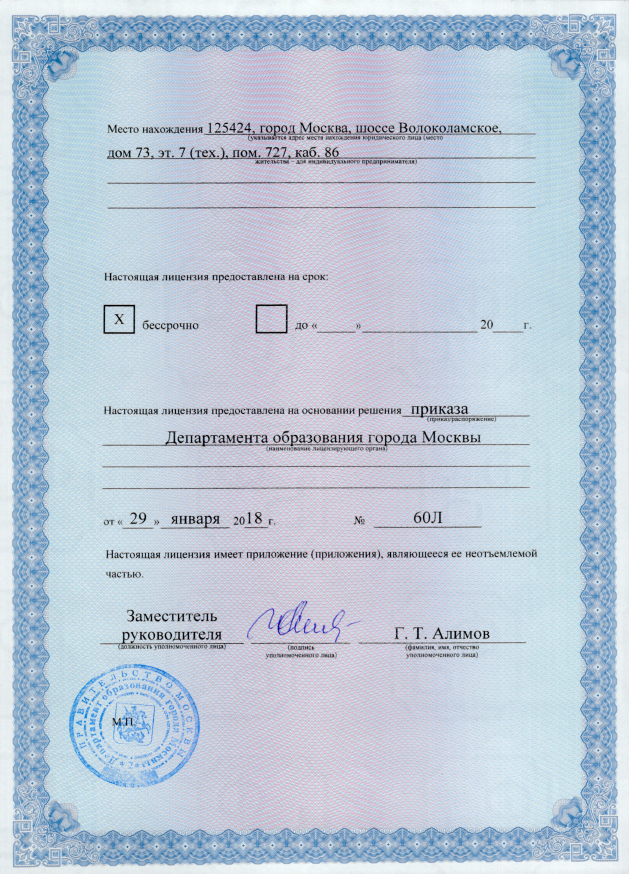 Место нахождения 125424, город Москва, шоссе Волоколамское,
(указывается адрес места нахождения юридического лица (место
дом 73, эт. 7 (тех.), пом. 727, каб. 86
жительства – для индивидуального предпринимателя)
Настоящая лицензия предоставлена на срок:
X бессрочно до «______»____________________ 20_____г.
Настоящая лицензия предоставлена на основании решения приказа
(приказ/распоряжение)
Департамента образования города Москвы
(наименование лицензирующего органа)
от « 29 » января 2018 г. № 60Л
Настоящая лицензия имеет приложение (приложения), являющееся ее неотъемлемой
частью.
Заместитель
руководителя Г. Т. Алимов
(должность уполномоченного лица) (подпись (фамилия, имя, отчество
уполномоченного лица) уполномоченного лица)
ПРАВИТЕЛЬСТВО МОСКВЫ
Департамент образования города Москвы
М.П.